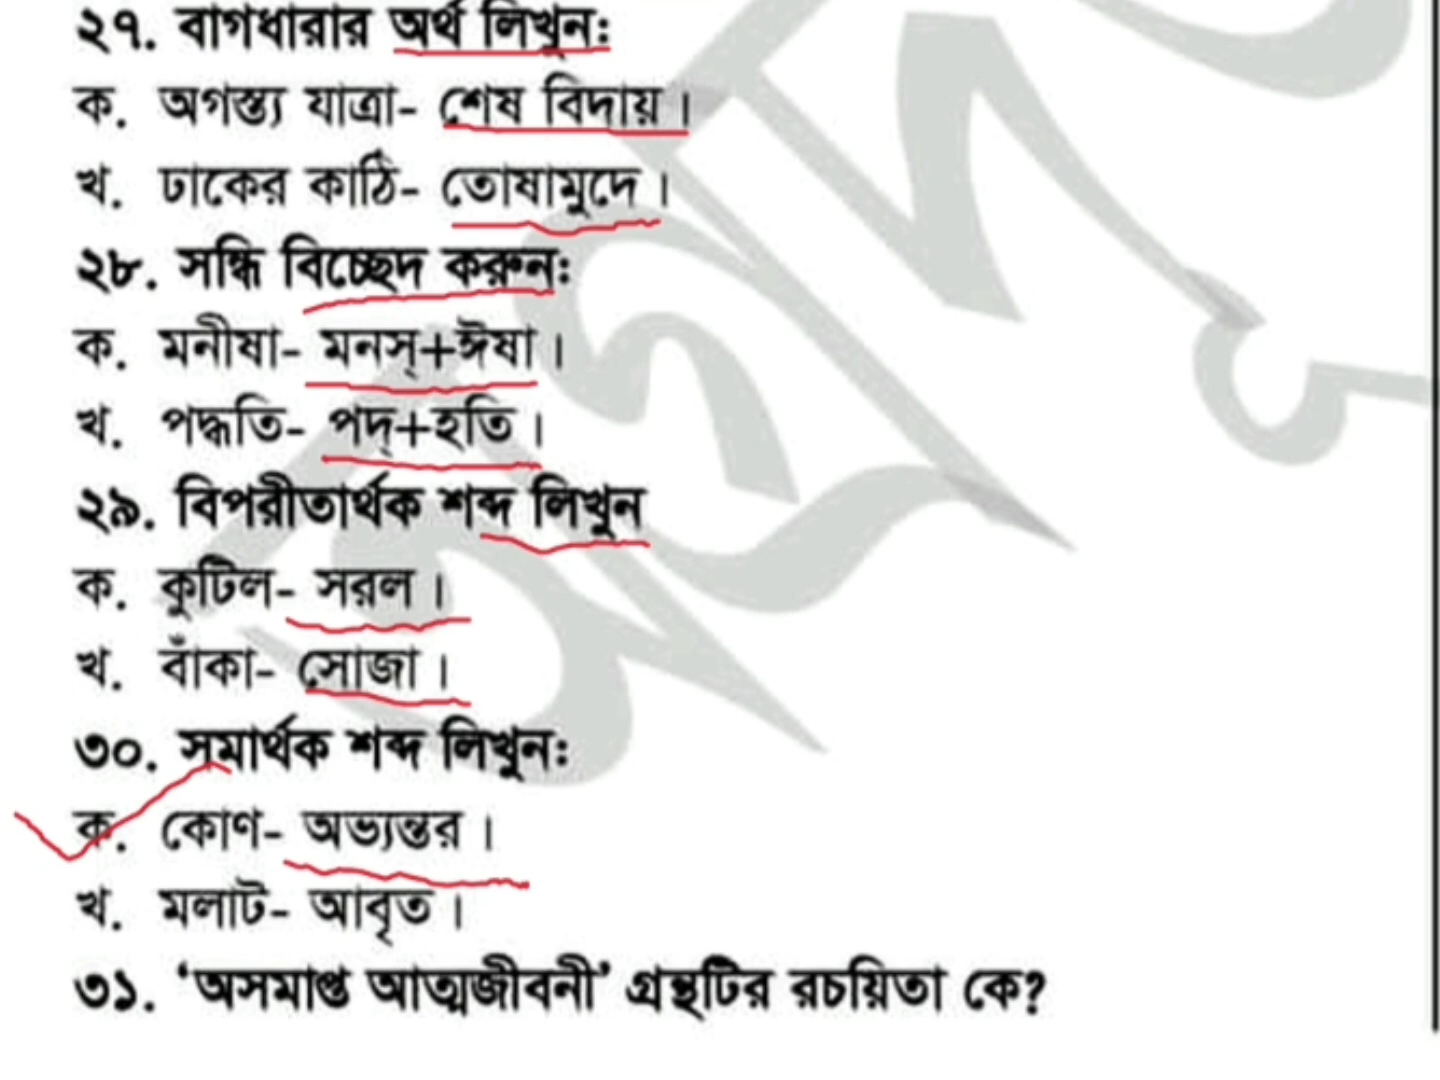 ২৭. বাগধারার অর্থ লিখুন:
ক. অগস্ত্য যাত্রা- শেষ বিদায়।
খ. ঢাকের কাঠি- তোষামুদে।
২৮. সন্ধি বিচ্ছেদ করুন:
ক. মনীষা- মনস্+ঈষা।
খ. পদ্ধতি- পদ্+হতি।
২৯. বিপরীতার্থক শব্দ লিখুন
ক. কুটিল- সরল।
খ. বাঁকা- সোজা।
৩০. সমার্থক শব্দ লিখুন:
ক. কোণ- অভ্যন্তর।
খ. মলাট- আবৃত।
৩১. ‘অসমাপ্ত আত্মজীবনী’ গ্রন্থটির রচয়িতা কে?